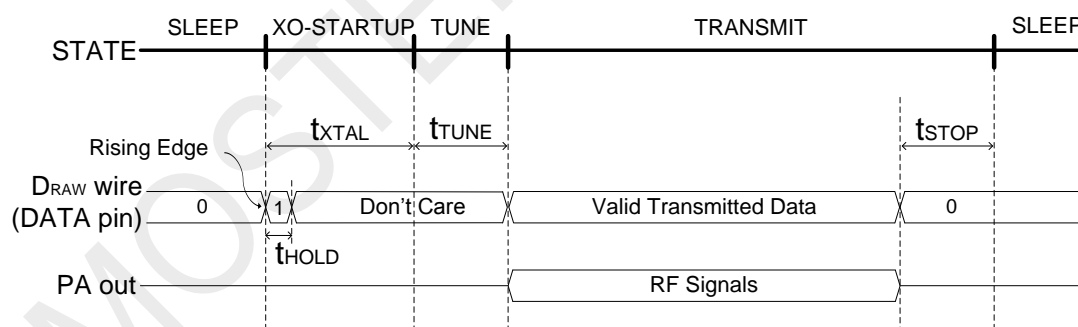 SLEEP XO-STARTUP TUNE TRANSMIT SLEEP
STATE
tXTAL tTUNE tSTOP
Rising Edge
DRAW wire
(DATA pin)
0 1 Don't Care Valid Transmitted Data 0
tHOLD
PA out RF Signals